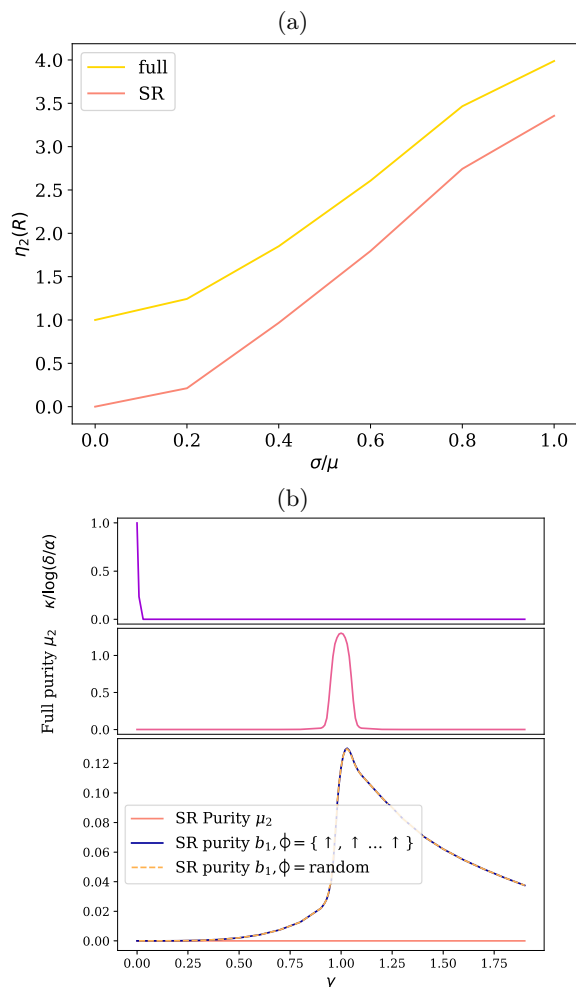 (a)
full
SR
4.0
3.5
3.0
2.5
2.0
1.5
1.0
0.5
0.0
η₂(R)
0.0 0.2 0.4 0.6 0.8 1.0
σ/μ
(b)
1.0
0.5
0.0
κ/log(δ/α)
1.0
0.5
0.0
Full purity μ₂
0.12
0.10
0.08
0.06
0.04
0.02
0.00
SR Purity μ₂
SR purity b₁, ϕ = {↑, ↑ ... ↑}
SR purity b₁, ϕ = random
0.00 0.25 0.50 0.75 1.00 1.25 1.50 1.75
γ